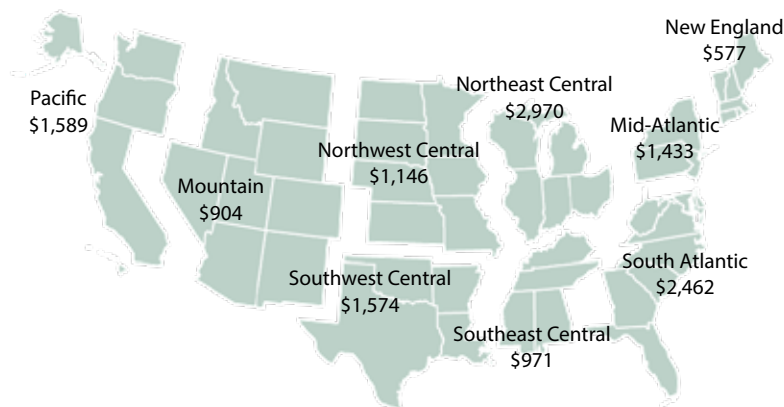 New England
$577
Northeast Central
$2,970
Pacific
$1,589
Mid-Atlantic
$1,433
Northwest Central
$1,146
Mountain
$904
South Atlantic
$2,462
Southwest Central
$1,574
Southeast Central
$971